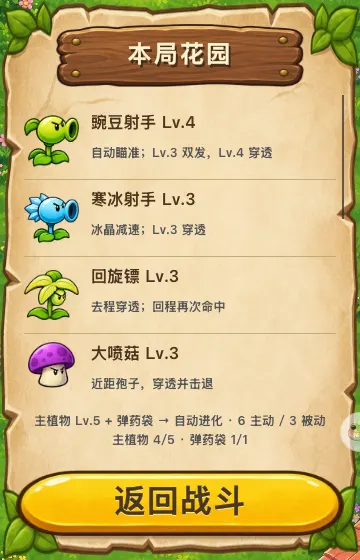 本局花园
豌豆射手 Lv.4
自动瞄准；Lv.3 双发，Lv.4 穿透
寒冰射手 Lv.3
冰晶减速；Lv.3 穿透
回旋镖 Lv.3
去程穿透；回程再次命中
大喷菇 Lv.3
近距孢子，穿透并击退
主植物 Lv.5 + 弹药袋 → 自动进化 · 6 主动 / 3 被动
主植物 4/5 · 弹药袋 1/1
返回战斗